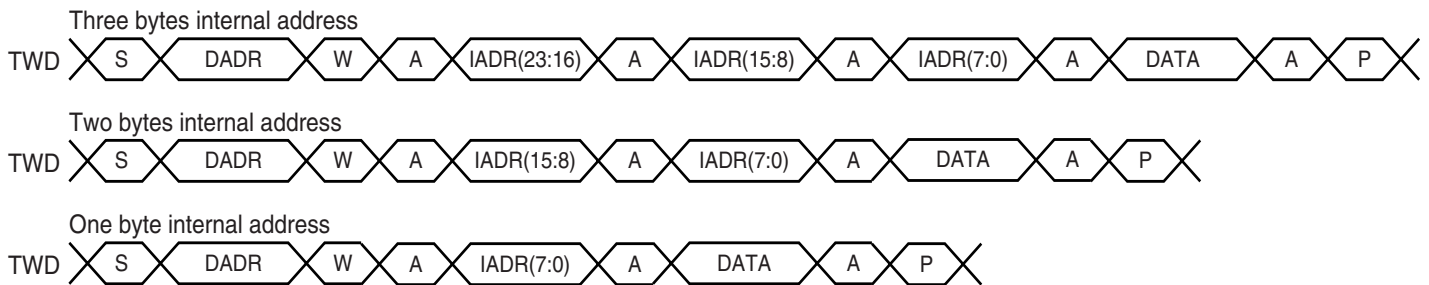 Three bytes internal address
TWD S DADR W A IADR(23:16) A IADR(15:8) A IADR(7:0) A DATA A P
Two bytes internal address
TWD S DADR W A IADR(15:8) A IADR(7:0) A DATA A P
One byte internal address
TWD S DADR W A IADR(7:0) A DATA A P